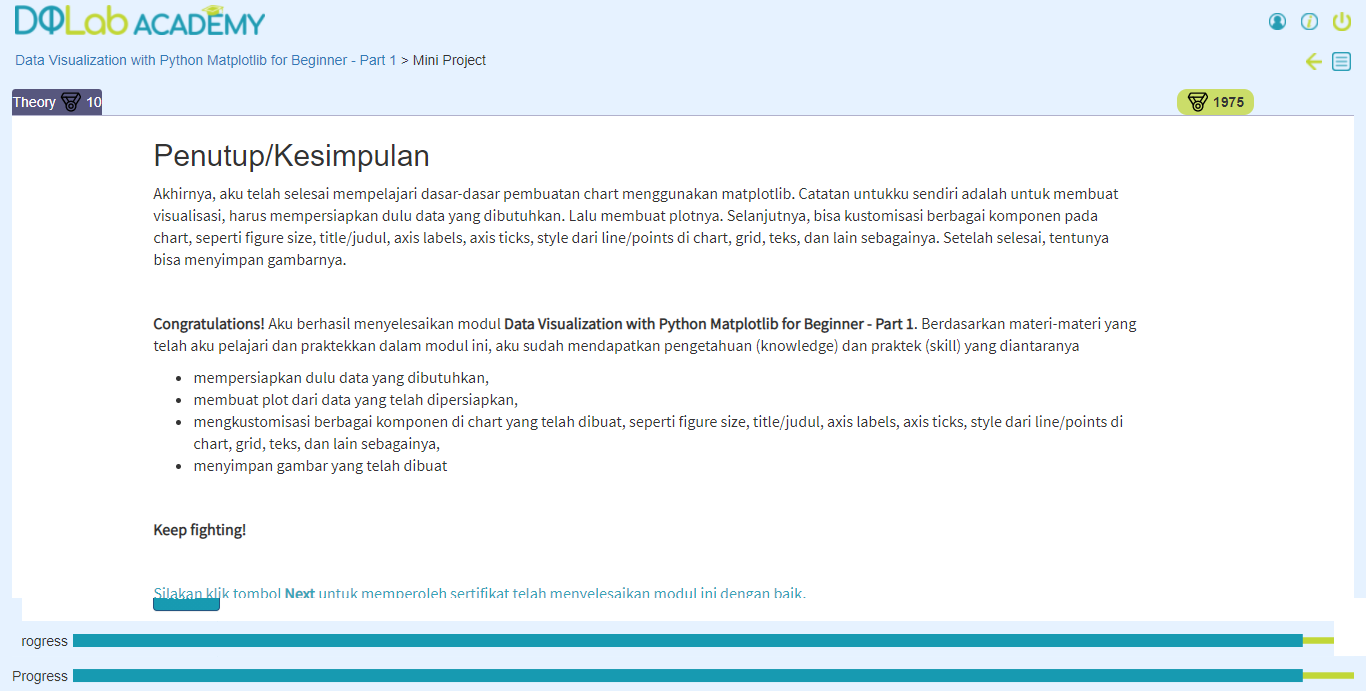 DQLab ACADEMY
Data Visualization with Python Matplotlib for Beginner - Part 1 > Mini Project
Theory 10
1975
Penutup/Kesimpulan
Akhirnya, aku telah selesai mempelajari dasar-dasar pembuatan chart menggunakan matplotlib. Catatan untukku sendiri adalah untuk membuat
visualisasi, harus mempersiapkan dulu data yang dibutuhkan. Lalu membuat plotnya. Selanjutnya, bisa kustomisasi berbagai komponen pada
chart, seperti figure size, title/judul, axis labels, axis ticks, style dari line/points di chart, grid, teks, dan lain sebagainya. Setelah selesai, tentunya
bisa menyimpan gambarnya.
Congratulations! Aku berhasil menyelesaikan modul Data Visualization with Python Matplotlib for Beginner - Part 1. Berdasarkan materi-materi yang
telah aku pelajari dan praktekkan dalam modul ini, aku sudah mendapatkan pengetahuan (knowledge) dan praktek (skill) yang diantaranya
• mempersiapkan dulu data yang dibutuhkan,
• membuat plot dari data yang telah dipersiapkan,
• mengkustomisasi berbagai komponen di chart yang telah dibuat, seperti figure size, title/judul, axis labels, axis ticks, style dari line/points di
chart, grid, teks, dan lain sebagainya,
• menyimpan gambar yang telah dibuat
Keep fighting!
Silakan klik tombol Next untuk memperoleh sertifikat telah menyelesaikan modul ini dengan baik.
rogress
Progress